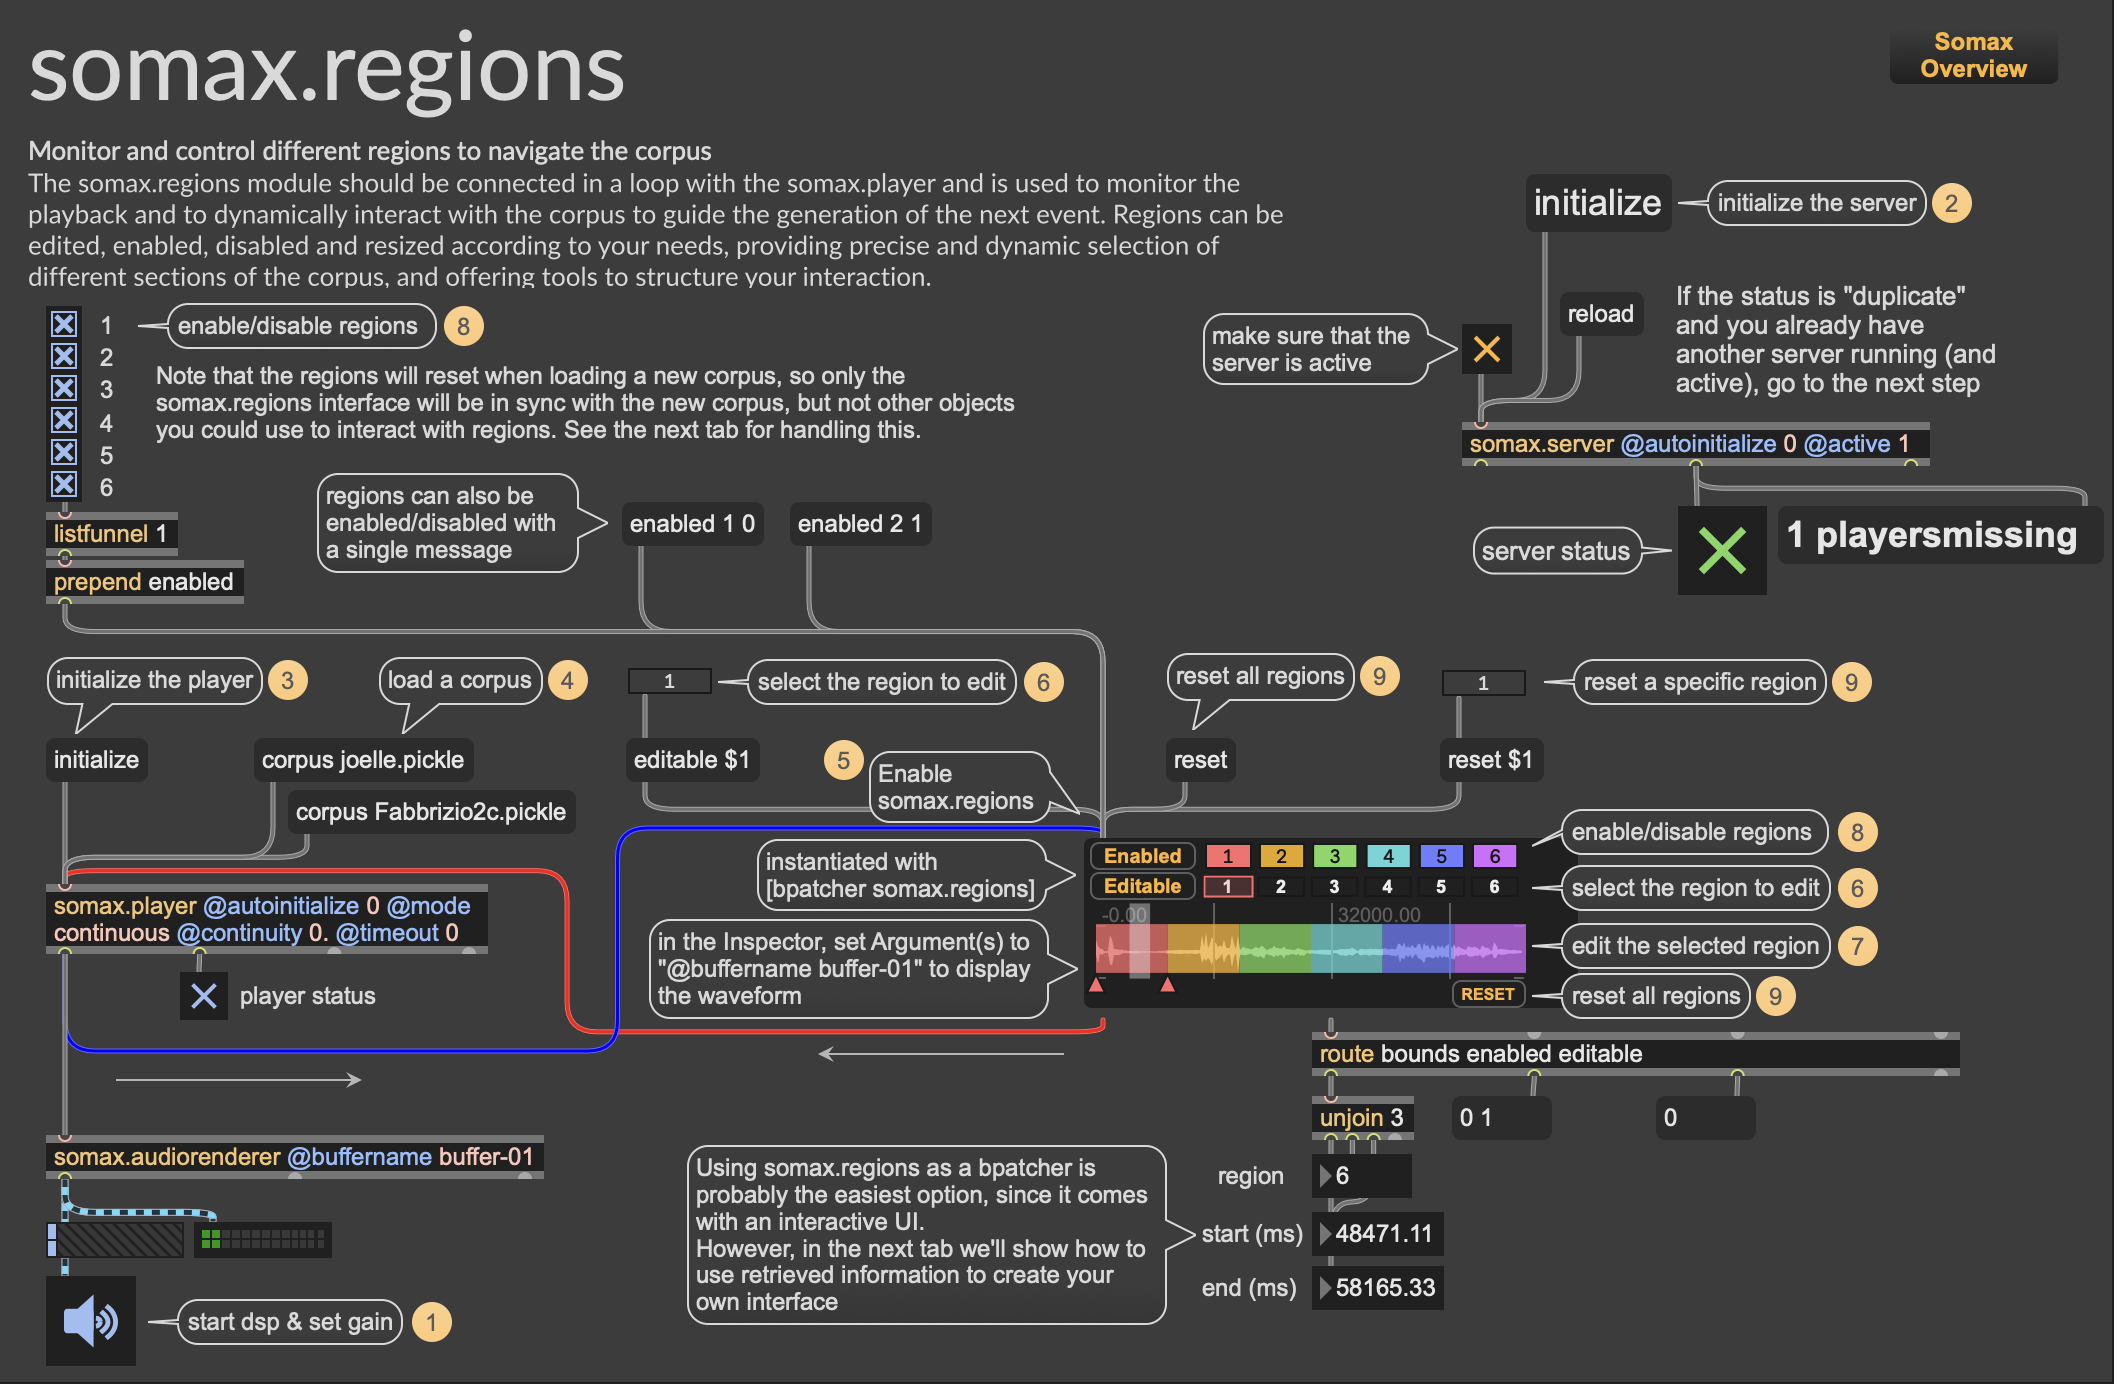 somax.regions
Somax
Overview
Monitor and control different regions to navigate the corpus
The somax.regions module should be connected in a loop with the somax.player and is used to monitor the
playback and to dynamically interact with the corpus to guide the generation of the next event. Regions can be
edited, enabled, disabled and resized according to your needs, providing precise and dynamic selection of
different sections of the corpus, and offering tools to structure your interaction.
initialize
initialize the server
2
reload
If the status is "duplicate"
and you already have
another server running (and
active), go to the next step
make sure that the
server is active
somax.server @autoinitialize 0 @active 1
server status
1 playersmissing
1
2
3
4
5
6
enable/disable regions
8
Note that the regions will reset when loading a new corpus, so only the
somax.regions interface will be in sync with the new corpus, but not other objects
you could use to interact with regions. See the next tab for handling this.
listfunnel 1
prepend enabled
regions can also be
enabled/disabled with
a single message
enabled 1 0
enabled 2 1
initialize the player
3
load a corpus
4
1
select the region to edit
6
reset all regions
9
1
reset a specific region
9
initialize
corpus joelle.pickle
corpus Fabbrizio2c.pickle
editable $1
5
Enable
somax.regions
reset
reset $1
somax.player @autoinitialize 0 @mode
continuous @continuity 0. @timeout 0
player status
instantiated with
[bpatcher somax.regions]
in the Inspector, set Argument(s) to
"@buffername buffer-01" to display
the waveform
Enabled 1 2 3 4 5 6
Editable 1 2 3 4 5 6
-0.00 32000.00
RESET
enable/disable regions
8
select the region to edit
6
edit the selected region
7
reset all regions
9
route bounds enabled editable
unjoin 3
0 1
0
region
6
start (ms)
48471.11
end (ms)
58165.33
Using somax.regions as a bpatcher is
probably the easiest option, since it comes
with an interactive UI.
However, in the next tab we'll show how to
use retrieved information to create your
own interface
somax.audiorenderer @buffername buffer-01
start dsp & set gain
1